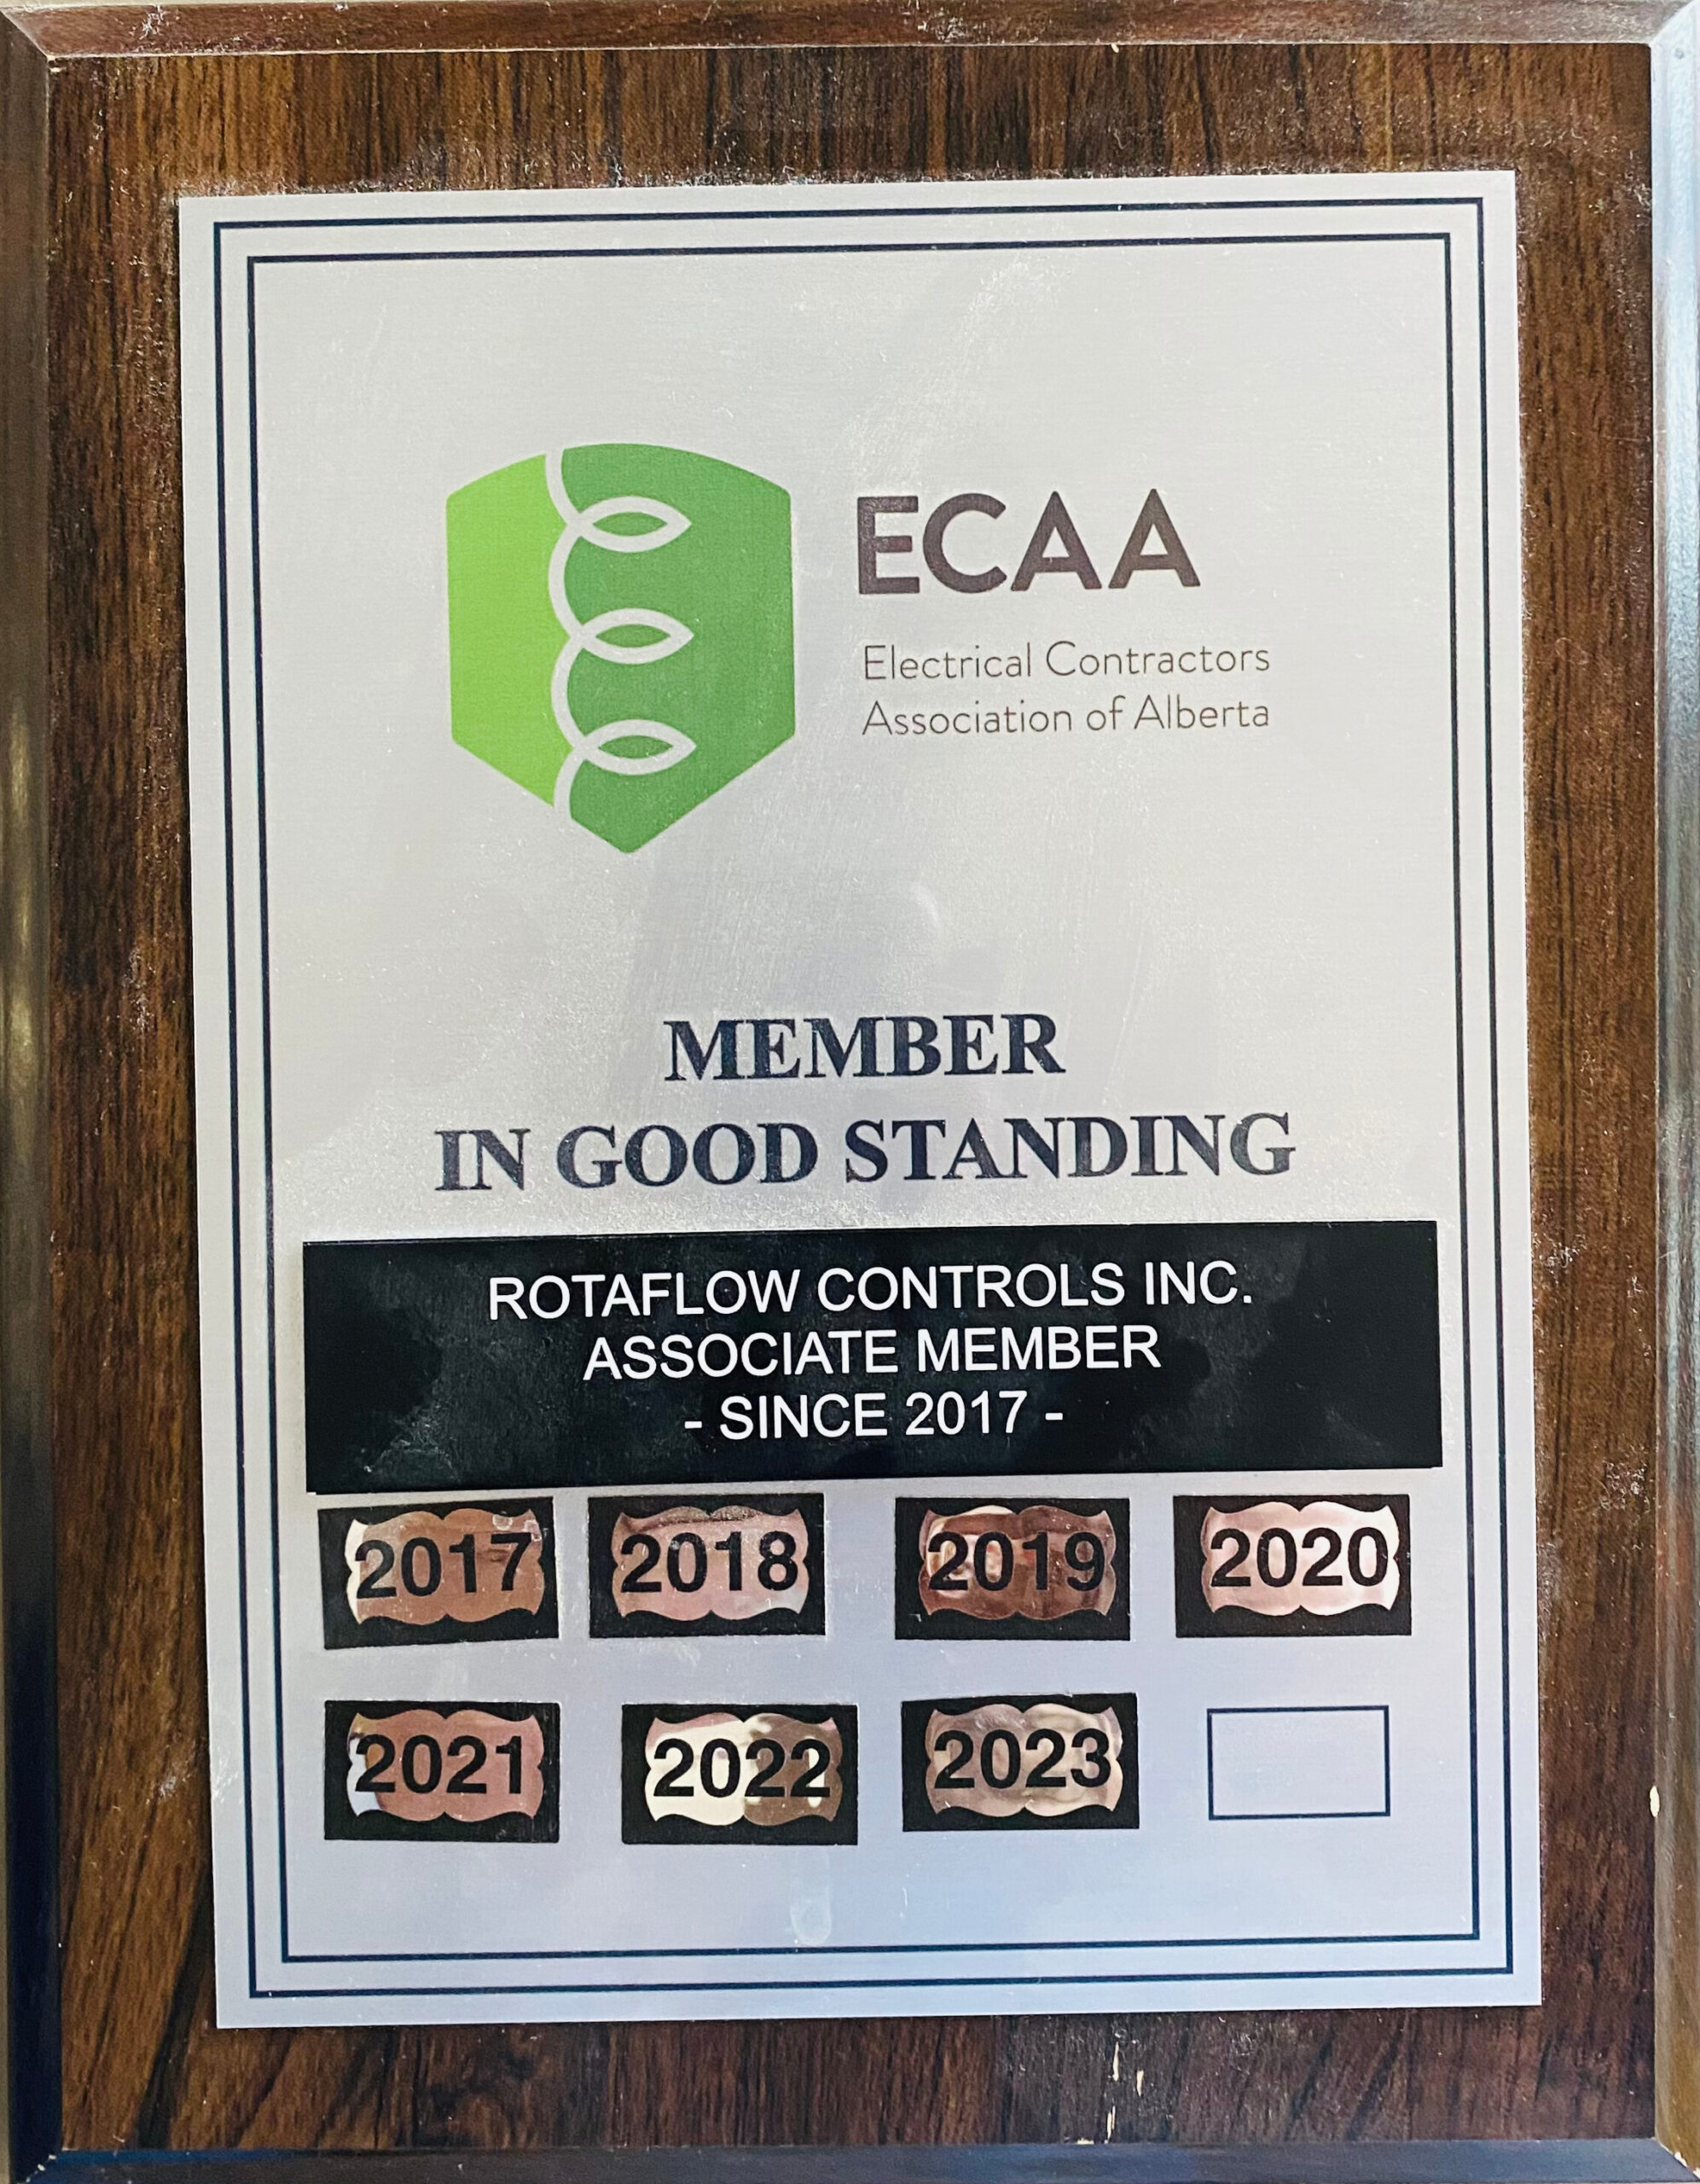 ECAA
Electrical Contractors
Association of Alberta
MEMBER
IN GOOD STANDING
ROTAFLOW CONTROLS INC.
ASSOCIATE MEMBER
- SINCE 2017 -
2017 2018 2019 2020
2021 2022 2023